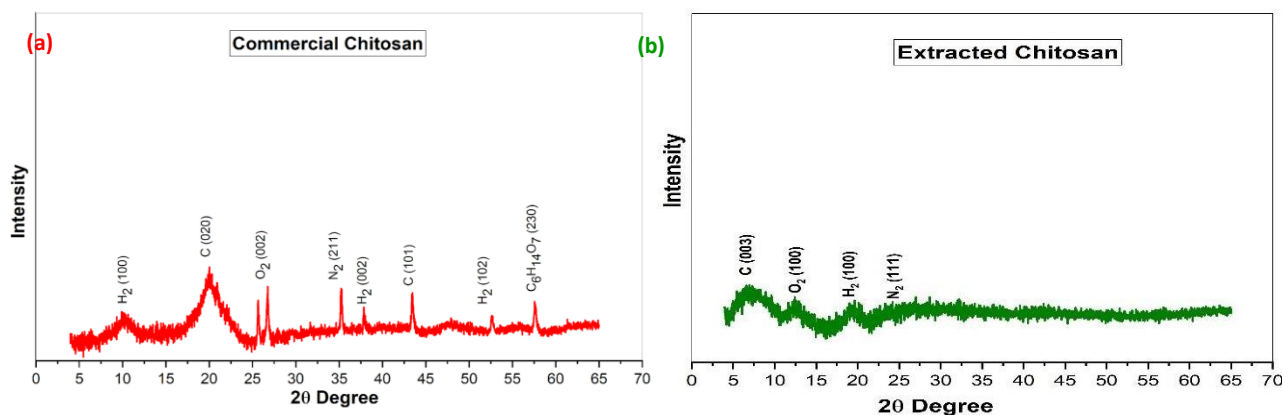 (a)
Commercial Chitosan
Intensity
H2 (100)
C (020)
O2 (002)
N2 (211)
H2 (002)
C (101)
H2 (102)
C6H14O7 (230)
0 5 10 15 20 25 30 35 40 45 50 55 60 65 70
2θ Degree
(b)
Extracted Chitosan
Intensity
C (003)
O2 (100)
H2 (100)
N2 (111)
0 5 10 15 20 25 30 35 40 45 50 55 60 65 70
2θ Degree